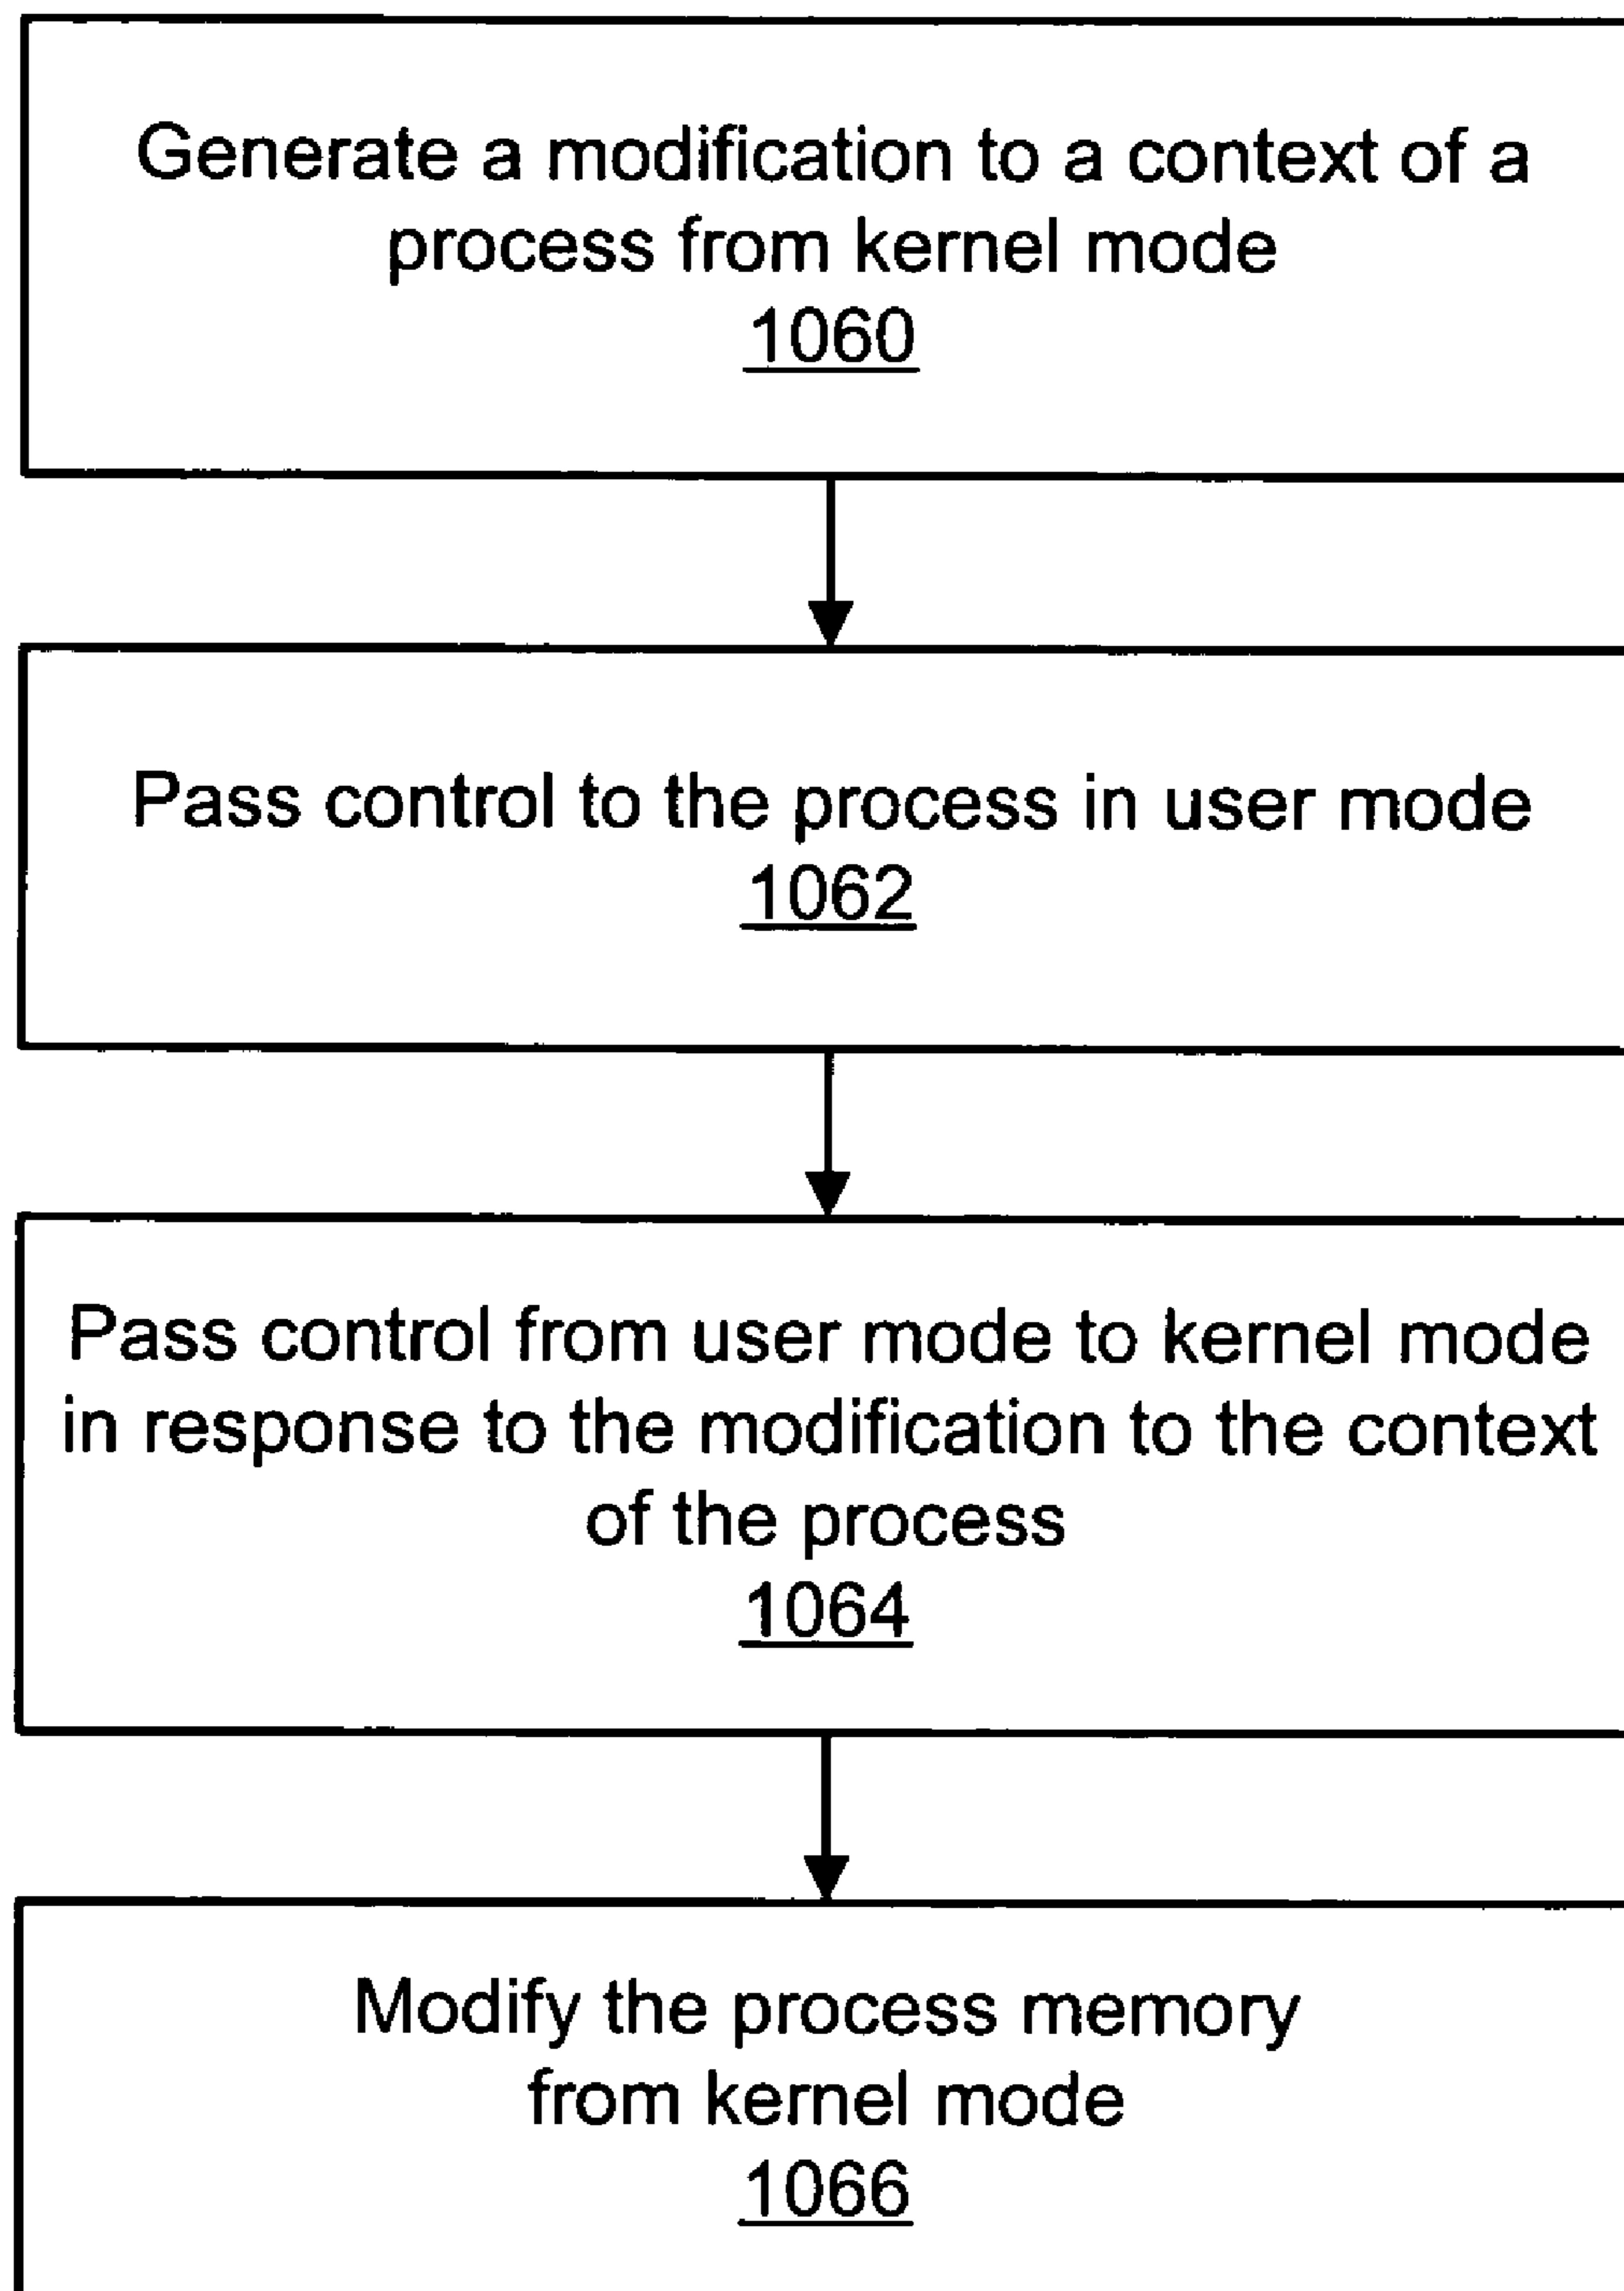 Generate a modification to a context of a
process from kernel mode
1060
Pass control to the process in user mode
1062
Pass control from user mode to kernel mode
in response to the modification to the context
of the process
1064
Modify the process memory
from kernel mode
1066